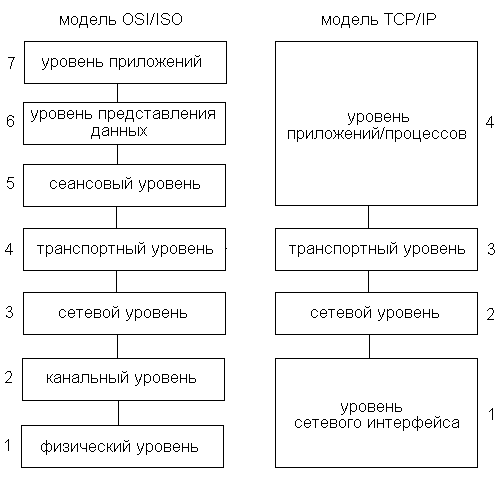 модель OSI/ISO
7
уровень приложений
6
уровень представления
данных
5
сеансовый уровень
4
транспортный уровень
3
сетевой уровень
2
канальный уровень
1
физический уровень
модель TCP/IP
уровень
приложений/процессов
4
транспортный уровень
3
сетевой уровень
2
уровень
сетевого интерфейса
1